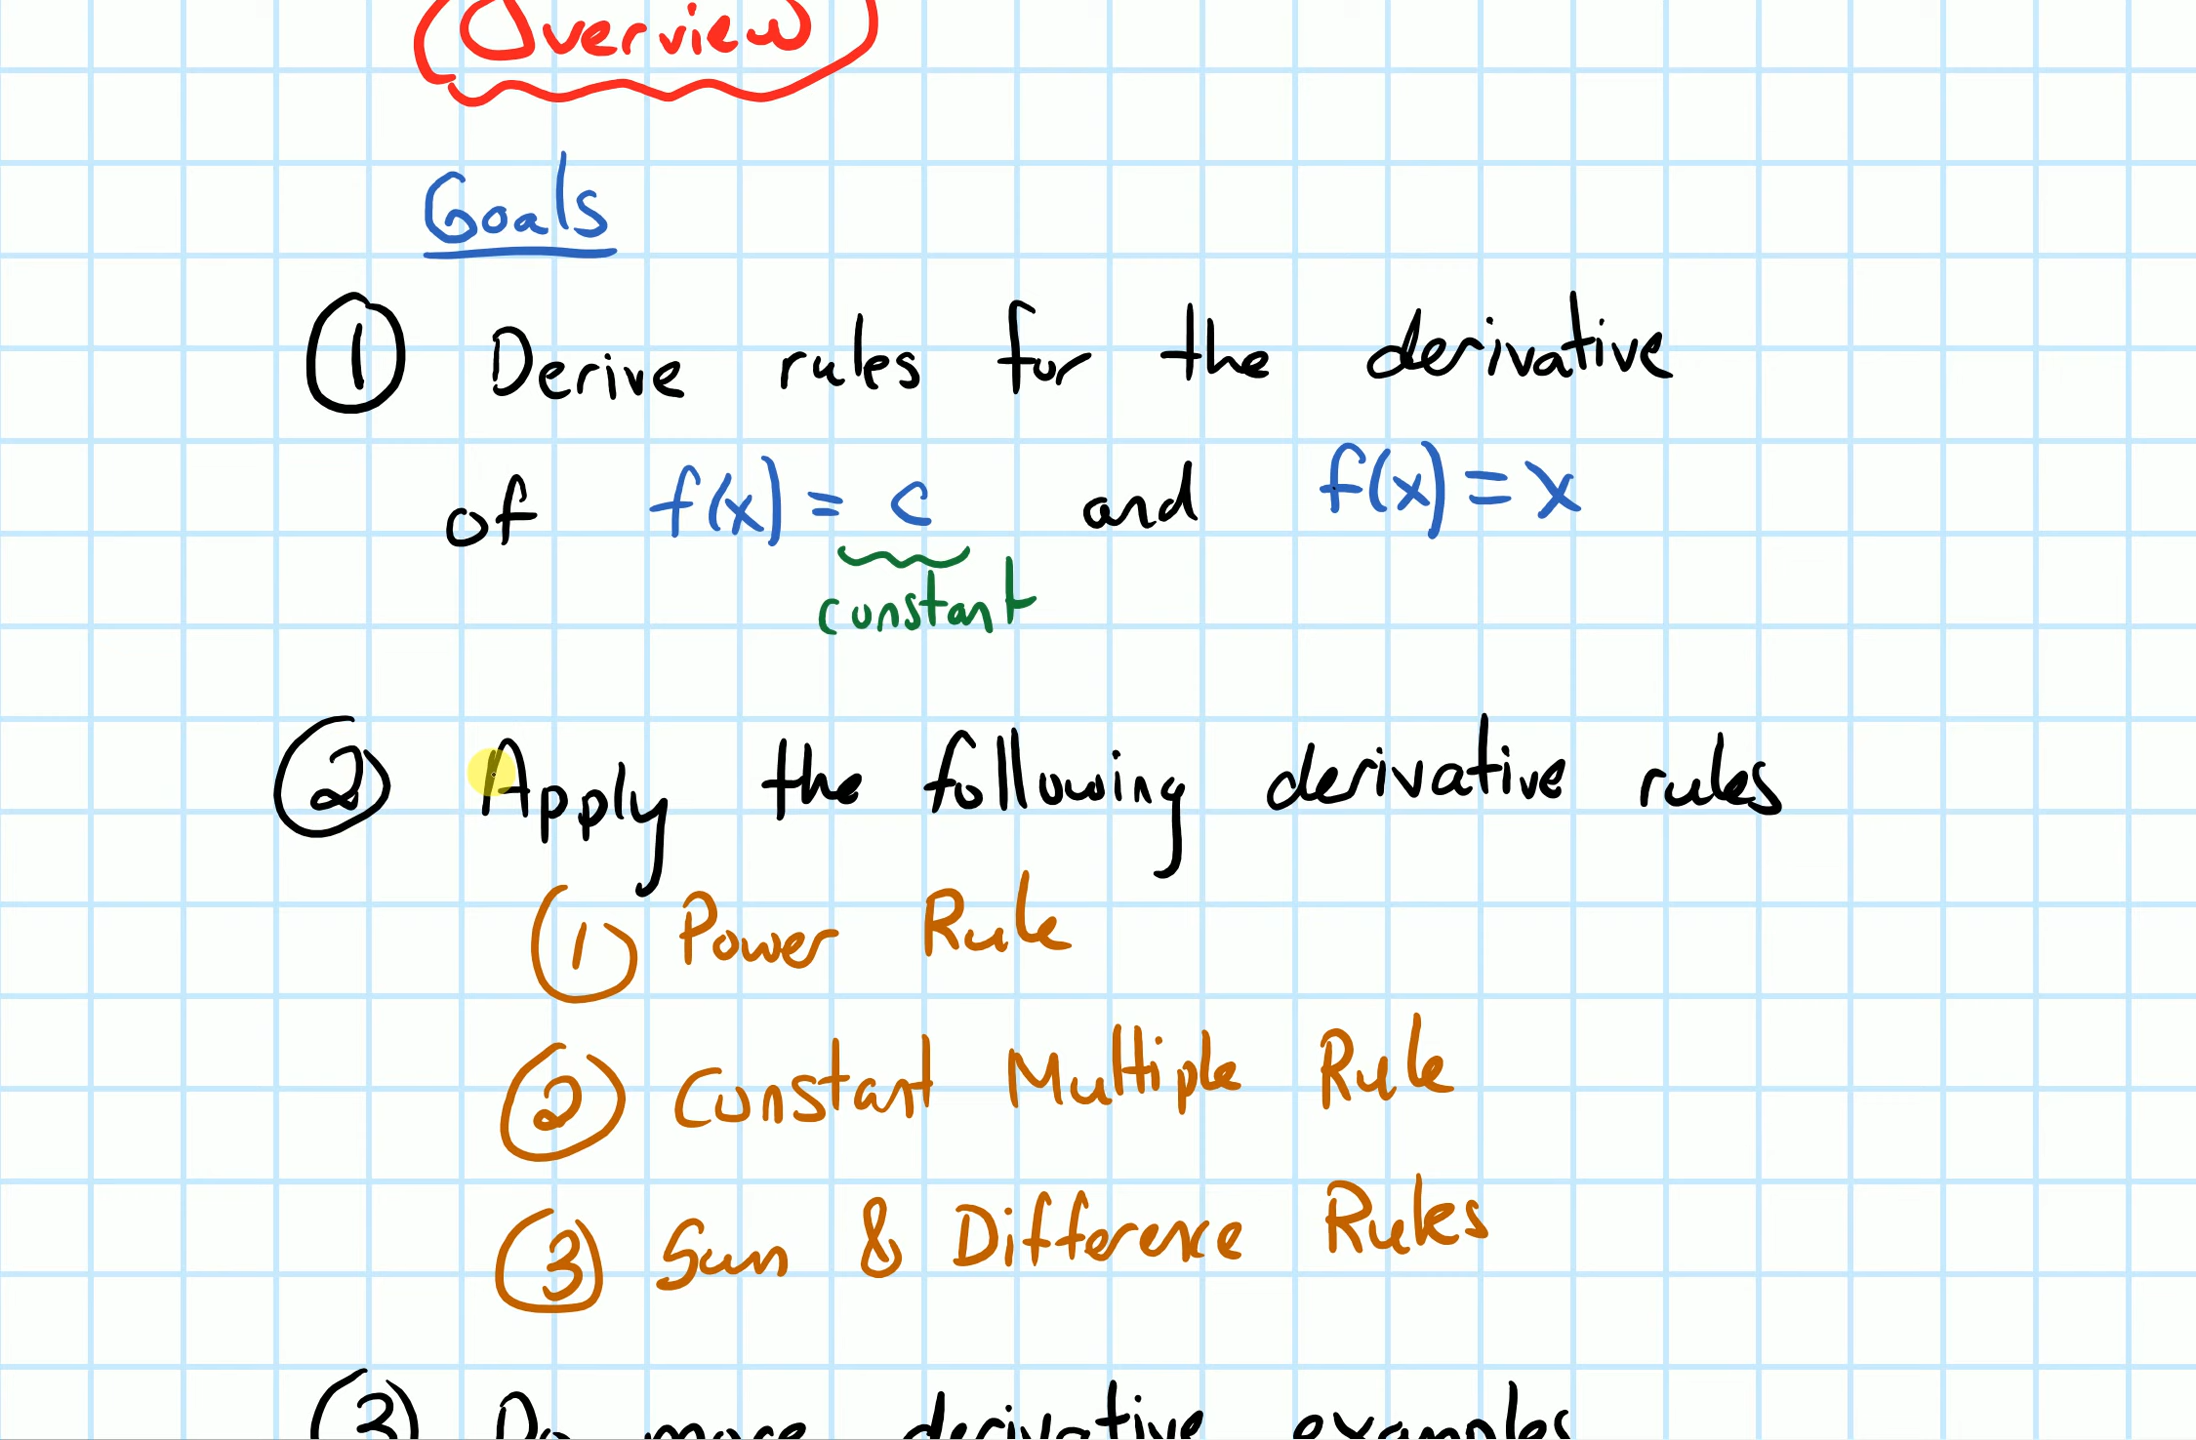 Overview
Goals
① Derive rules for the derivative
of f(x) = c and f(x) = x
constant
② Apply the following derivative rules
① Power Rule
② Constant Multiple Rule
③ Sum & Difference Rules
③ Do more derivative examples